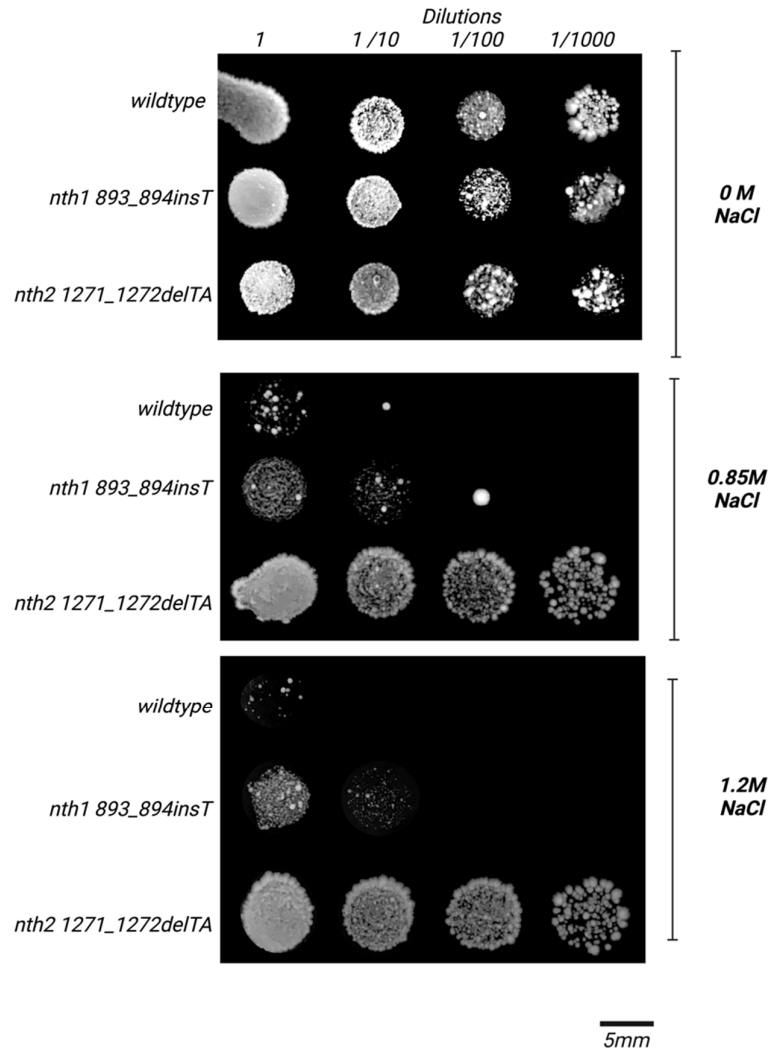 Dilutions
1 1/10 1/100 1/1000
wildtype
nth1 893_894insT
nth2 1271_1272delTA
0 M
NaCl
wildtype
nth1 893_894insT
nth2 1271_1272delTA
0.85M
NaCl
wildtype
nth1 893_894insT
nth2 1271_1272delTA
1.2M
NaCl
5mm